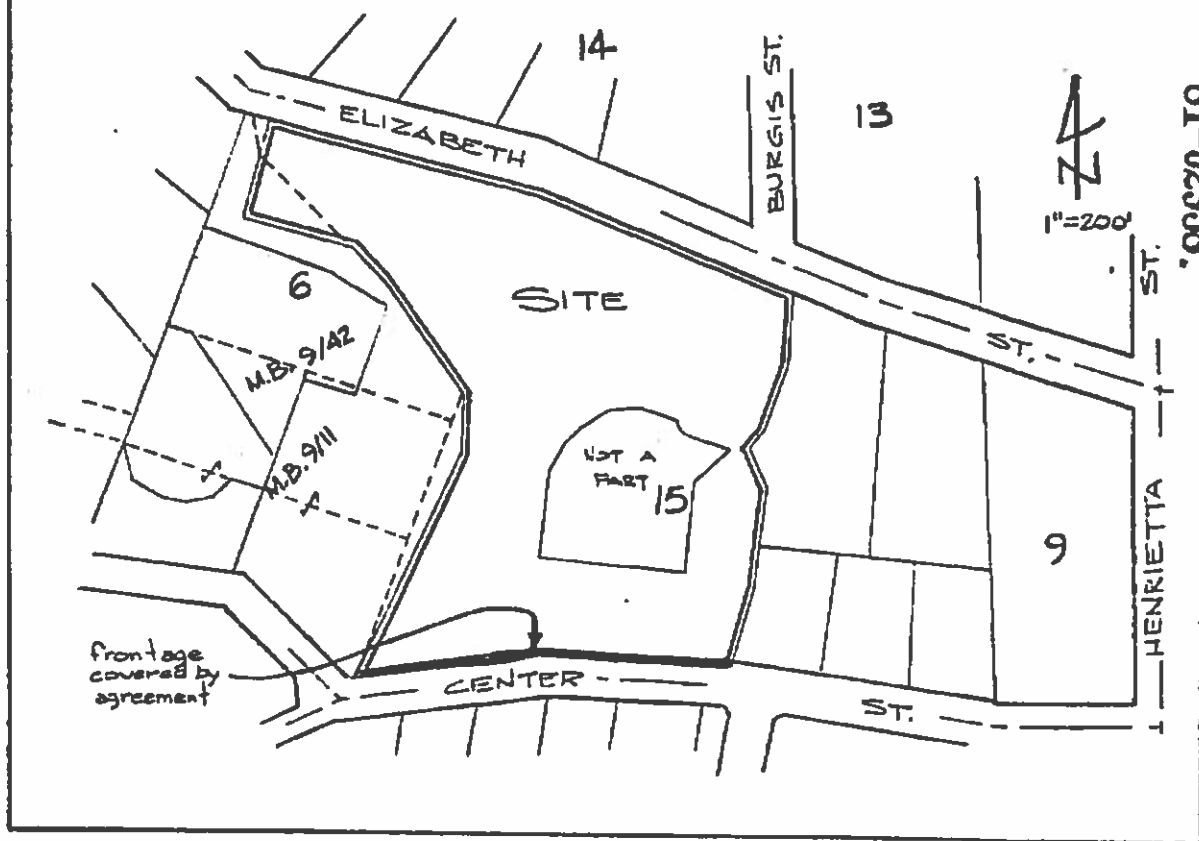 14
13
ELIZABETH
ST.
BURGIS ST.
N
1"=200'
ST.
HENRIETTA
6
SITE
M.B. 9/42
M.B. 9/11
NOT A
PART
15
9
frontage
covered by
agreement
CENTER
ST.